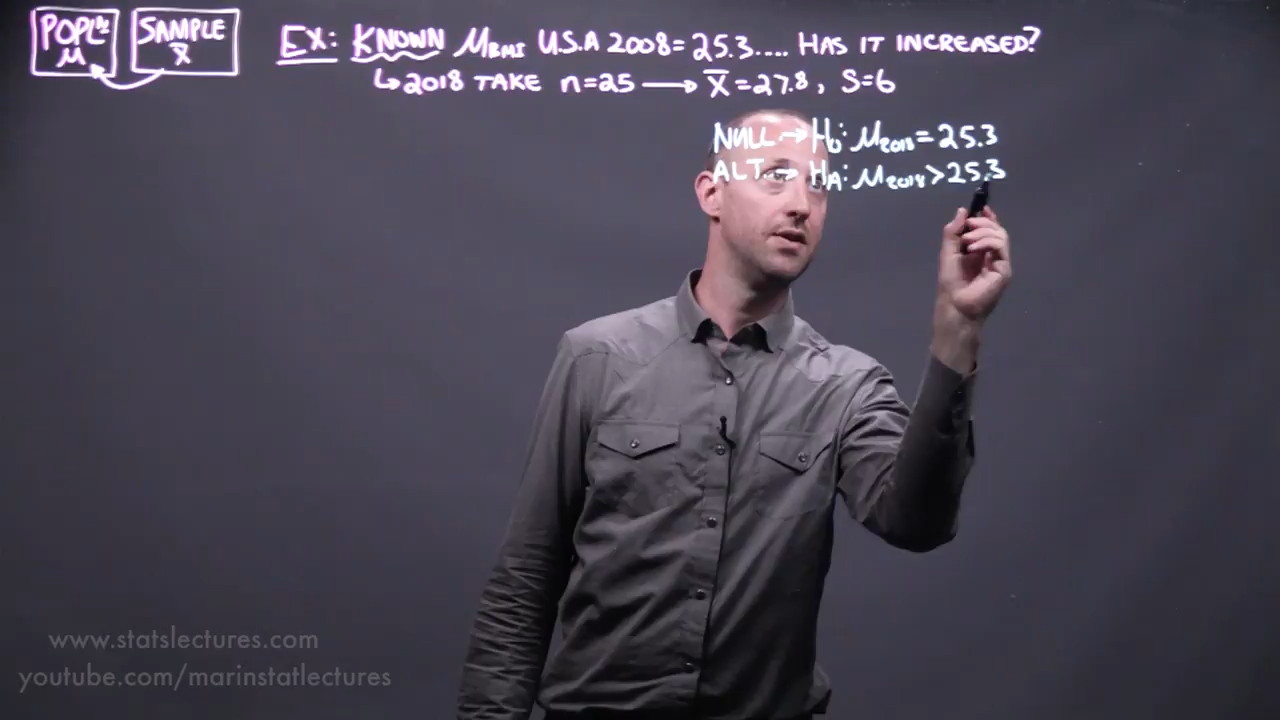 POPLⁿ SAMPLE
μ x̄
EX: KNOWN μBMI U.S.A 2008 = 25.3.... HAS IT INCREASED?
↳ 2018 TAKE n=25 → x̄ = 27.8, S=6
NULL → H₀: μ2018 = 25.3
ALT → HA: μ2018 > 25.3
www.statslectures.com
youtube.com/marinstatlectures